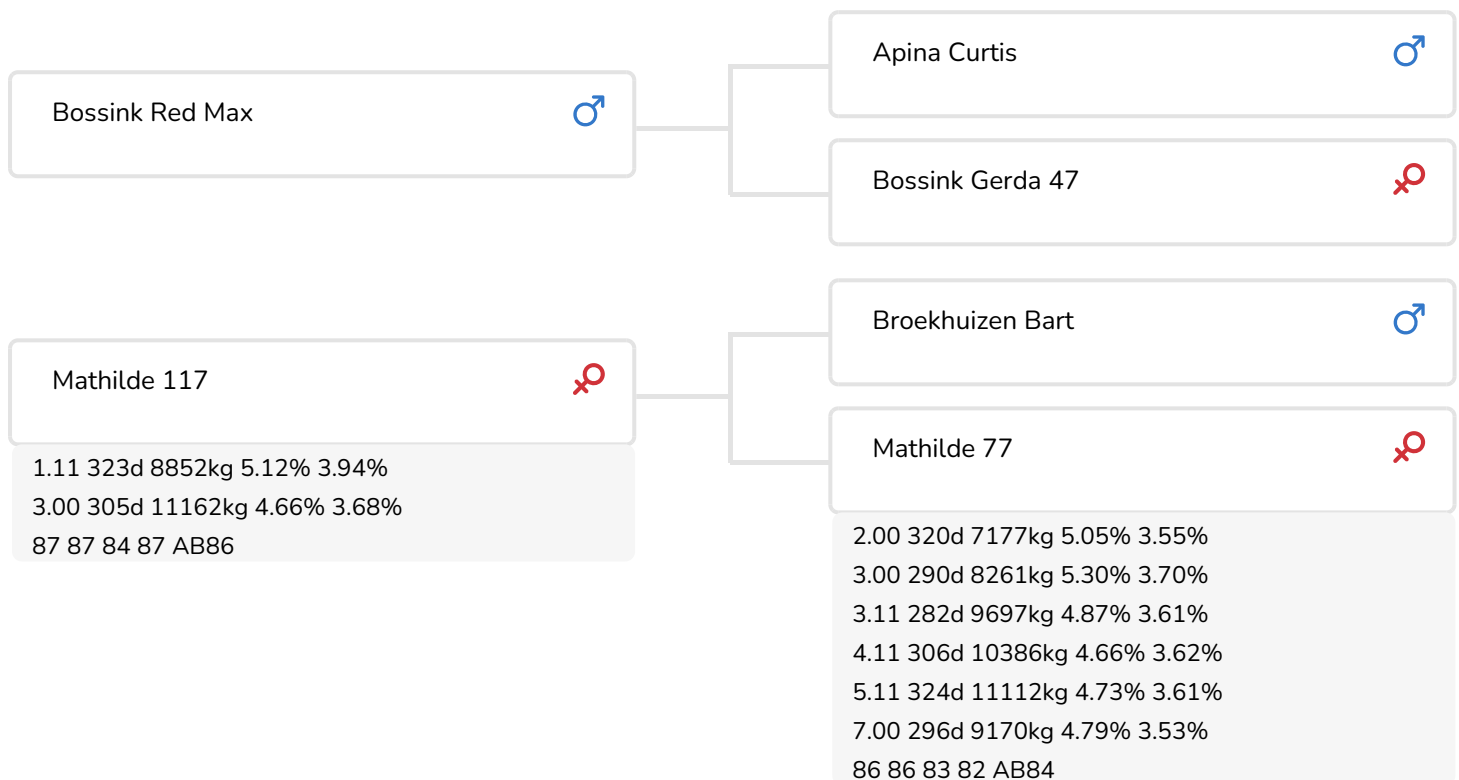 Bossink Red Max
Apina Curtis
Bossink Gerda 47
Mathilde 117
1.11 323d 8852kg 5.12% 3.94%
3.00 305d 11162kg 4.66% 3.68%
87 87 84 87 AB86
Broekhuizen Bart
Mathilde 77
2.00 320d 7177kg 5.05% 3.55%
3.00 290d 8261kg 5.30% 3.70%
3.11 282d 9697kg 4.87% 3.61%
4.11 306d 10386kg 4.66% 3.62%
5.11 324d 11112kg 4.73% 3.61%
7.00 296d 9170kg 4.79% 3.53%
86 86 83 82 AB84